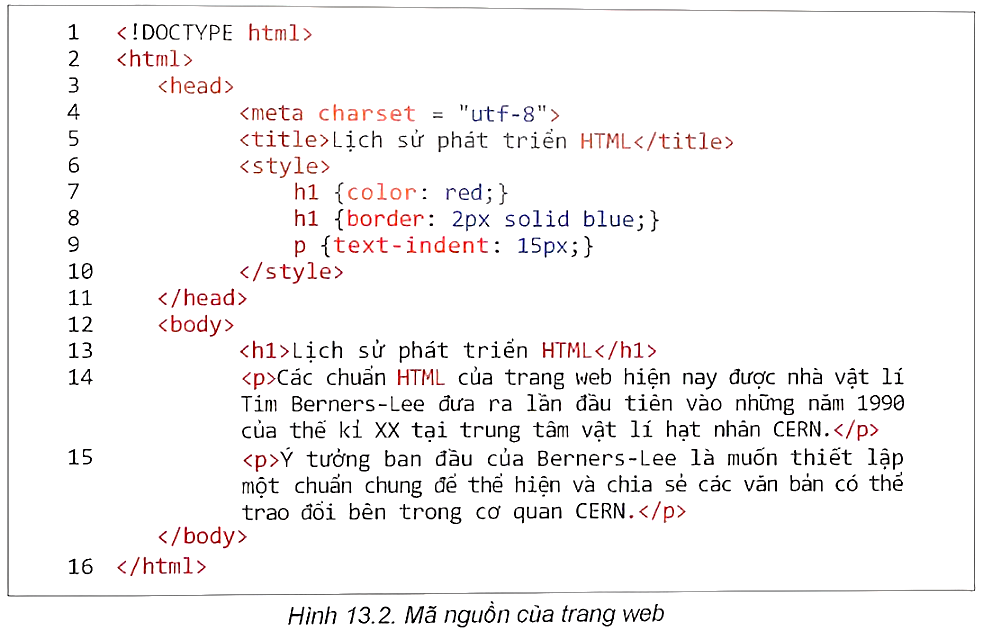 1 <!DOCTYPE html>
2 <html>
3 <head>
4 <meta charset = "utf-8">
5 <title>Lịch sử phát triển HTML</title>
6 <style>
7 h1 {color: red;}
8 h1 {border: 2px solid blue;}
9 p {text-indent: 15px;}
10 </style>
11 </head>
12 <body>
13 <h1>Lịch sử phát triển HTML</h1>
14 <p>Các chuẩn HTML của trang web hiện nay được nhà vật lí
Tim Berners-Lee đưa ra lần đầu tiên vào những năm 1990
của thế kỉ XX tại trung tâm vật lí hạt nhân CERN.</p>
15 <p>Ý tưởng ban đầu của Berners-Lee là muốn thiết lập
một chuẩn chung để thể hiện và chia sẻ các văn bản có thể
trao đổi bên trong cơ quan CERN.</p>
</body>
16 </html>
Hình 13.2. Mã nguồn của trang web